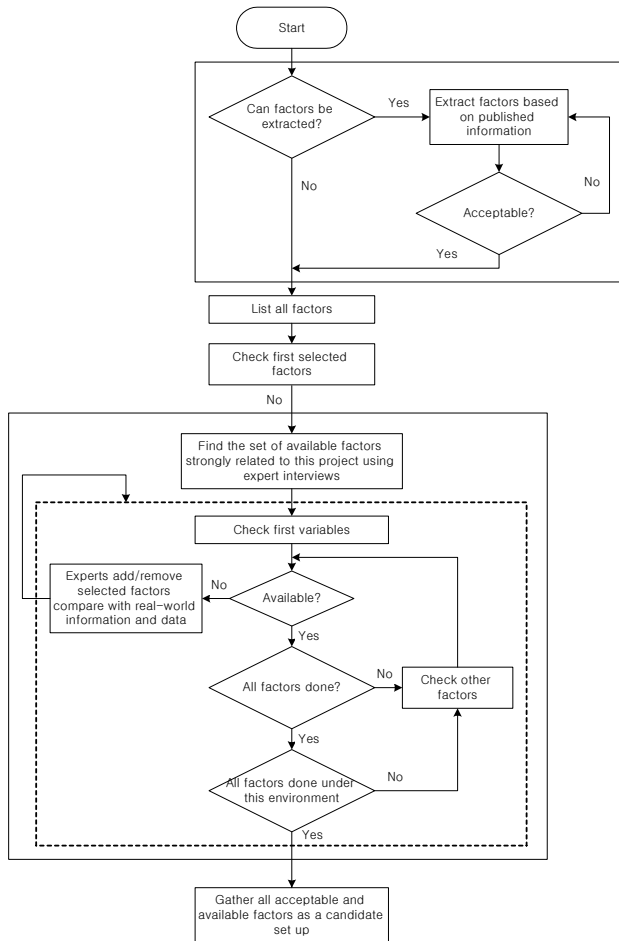 Start
Can factors be
extracted?
Yes
Extract factors based
on published
information
No
No
Acceptable?
Yes
List all factors
Check first selected
factors
No
Find the set of available factors
strongly related to this project using
expert interviews
Check first variables
Experts add/remove
selected factors
compare with real-world
information and data
No
Available?
Yes
All factors done?
No
Check other
factors
Yes
All factors done under
this environment
No
Yes
Gather all acceptable and
available factors as a candidate
set up